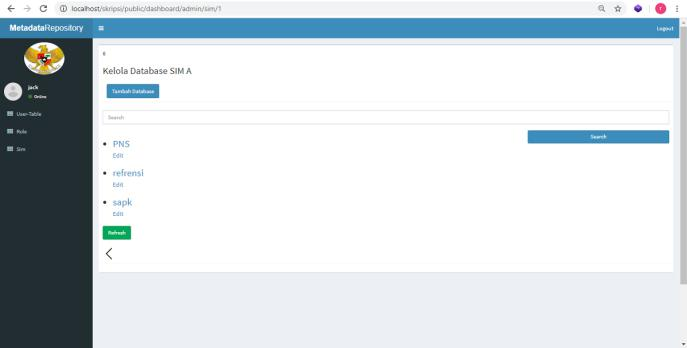 localhost/skripsi/public/dashboard/admin/sim/1
MetadataRepository
Logout
jack
Online
User-Table
Role
Sim
6
Kelola Database SIM A
Tambah Database
Search
Search
PNS
Edit
refrensi
Edit
sapk
Edit
Refresh